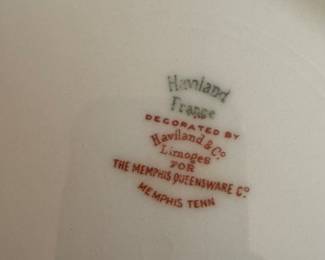 Haviland
France
DECORATED BY
Haviland & Co
Limoges
FOR
THE MEMPHIS QUEENSWARE Co
MEMPHIS TENN